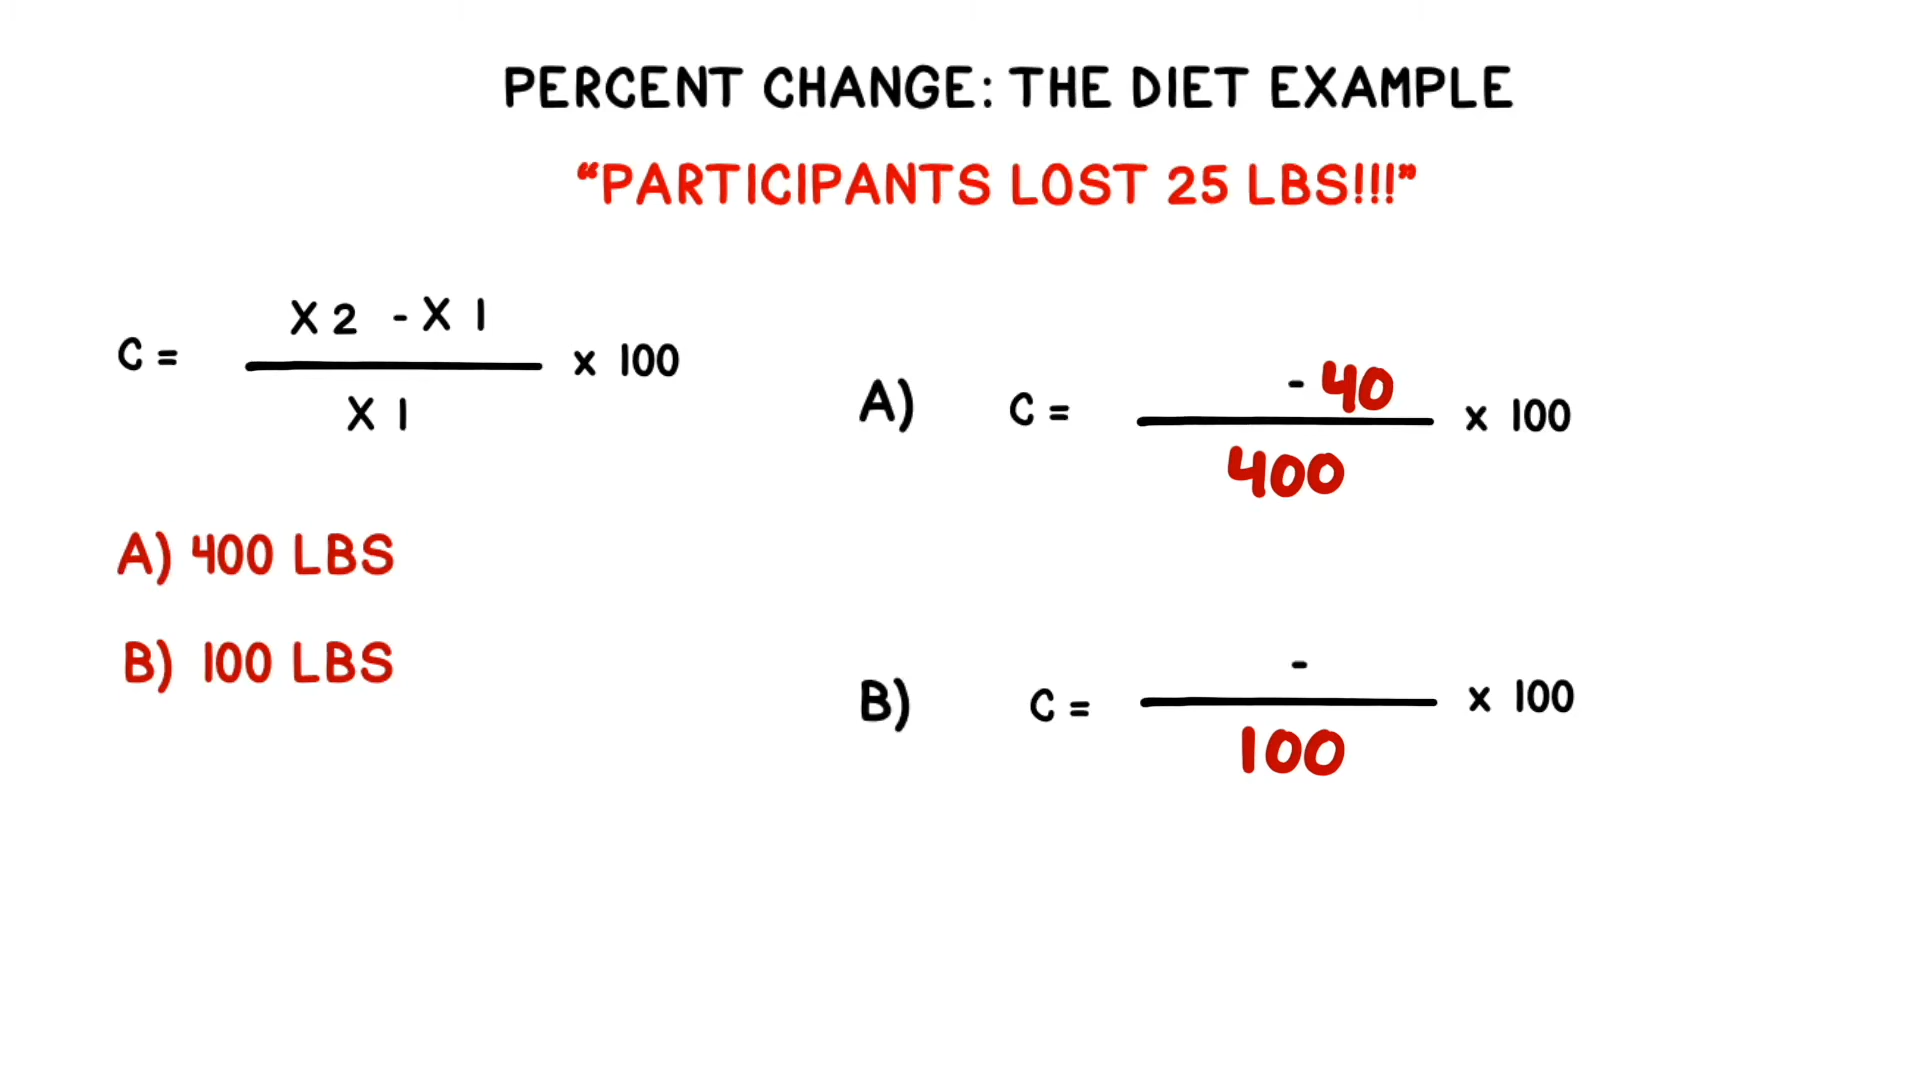 PERCENT CHANGE: THE DIET EXAMPLE
“PARTICIPANTS LOST 25 LBS!!!”
X 2 - X 1
C = x 100
X 1
A) 400 LBS
B) 100 LBS
- 40
A) C = x 100
400
-
B) C = x 100
100